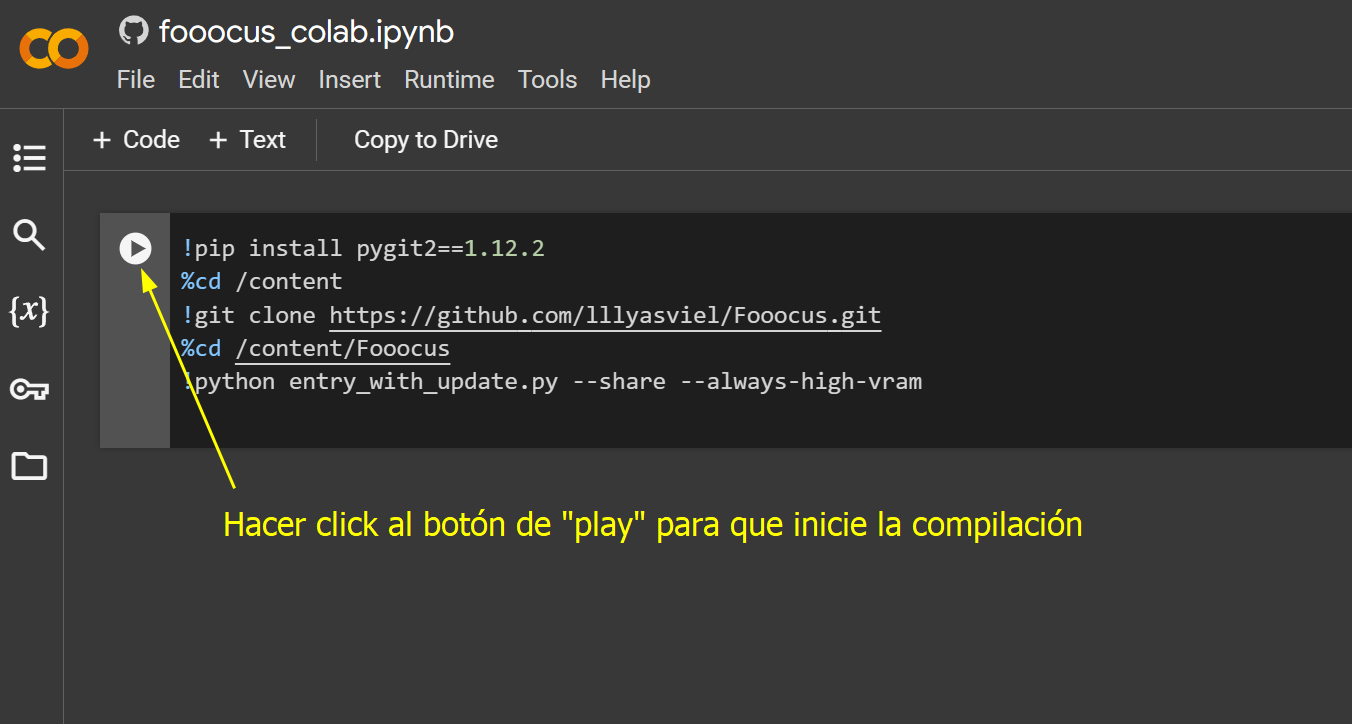 fooocus_colab.ipynb
File Edit View Insert Runtime Tools Help
+ Code + Text Copy to Drive
!pip install pygit2==1.12.2
%cd /content
!git clone https://github.com/lllyasviel/Fooocus.git
{x}
%cd /content/Fooocus
!python entry_with_update.py --share --always-high-vram
Hacer click al botón de "play" para que inicie la compilación